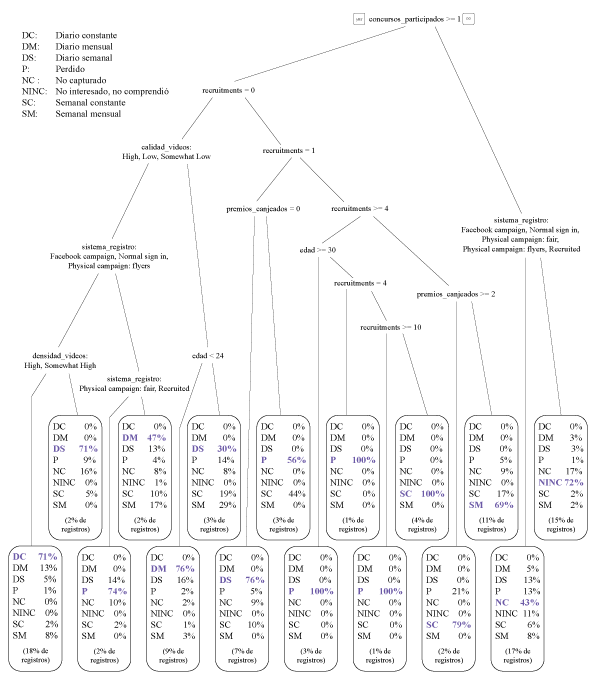 concursos_participados >= 1
DC: Diario constante
DM: Diario mensual
DS: Diario semanal
P: Perdido
NC : No capturado
NINC: No interesado, no comprendió
SC: Semanal constante
SM: Semanal mensual
recruitments = 0
calidad_videos:
High, Low, Somewhat Low
recruitments = 1
premios_canjeados = 0
recruitments >= 4
sistema_registro:
Facebook campaign, Normal sign in,
Physical campaign: fair,
Physical campaign: flyers, Recruited
sistema_registro:
Facebook campaign, Normal sign in,
Physical campaign: flyers
edad >= 30
recruitments = 4
premios_canjeados >= 2
recruitments >= 10
densidad_videos:
High, Somewhat High
edad < 24
sistema_registro:
Physical campaign: fair, Recruited
DC 0%
DM 0%
DS 71%
P 9%
NC 16%
NINC 0%
SC 5%
SM 0%
(2% de
registros)
DC 0%
DM 47%
DS 13%
P 4%
NC 8%
NINC 1%
SC 10%
SM 17%
(2% de
registros)
DC 0%
DM 0%
DS 30%
P 14%
NC 8%
NINC 0%
SC 19%
SM 29%
(3% de
registros)
DC 0%
DM 0%
DS 0%
P 56%
NC 0%
NINC 0%
SC 44%
SM 0%
(3% de
registros)
DC 0%
DM 0%
DS 0%
P 100%
NC 0%
NINC 0%
SC 0%
SM 0%
(1% de
registros)
DC 0%
DM 0%
DS 0%
P 0%
NC 0%
NINC 0%
SC 100%
SM 0%
(4% de
registros)
DC 0%
DM 0%
DS 0%
P 5%
NC 9%
NINC 0%
SC 17%
SM 69%
(11% de
registros)
DC 0%
DM 3%
DS 3%
P 1%
NC 17%
NINC 72%
SC 2%
SM 2%
(15% de
registros)
DC 71%
DM 13%
DS 5%
P 1%
NC 0%
NINC 0%
SC 2%
SM 8%
(18% de
registros)
DC 0%
DM 0%
DS 14%
P 74%
NC 10%
NINC 0%
SC 2%
SM 0%
(2% de
registros)
DC 0%
DM 76%
DS 16%
P 2%
NC 2%
NINC 0%
SC 1%
SM 3%
(9% de
registros)
DC 0%
DM 0%
DS 76%
P 5%
NC 9%
NINC 0%
SC 10%
SM 0%
(7% de
registros)
DC 0%
DM 0%
DS 0%
P 100%
NC 0%
NINC 0%
SC 0%
SM 0%
(3% de
registros)
DC 0%
DM 0%
DS 0%
P 100%
NC 0%
NINC 0%
SC 0%
SM 0%
(1% de
registros)
DC 0%
DM 0%
DS 0%
P 21%
NC 0%
NINC 0%
SC 79%
SM 0%
(2% de
registros)
DC 0%
DM 5%
DS 13%
P 13%
NC 43%
NINC 11%
SC 6%
SM 8%
(17% de
registros)